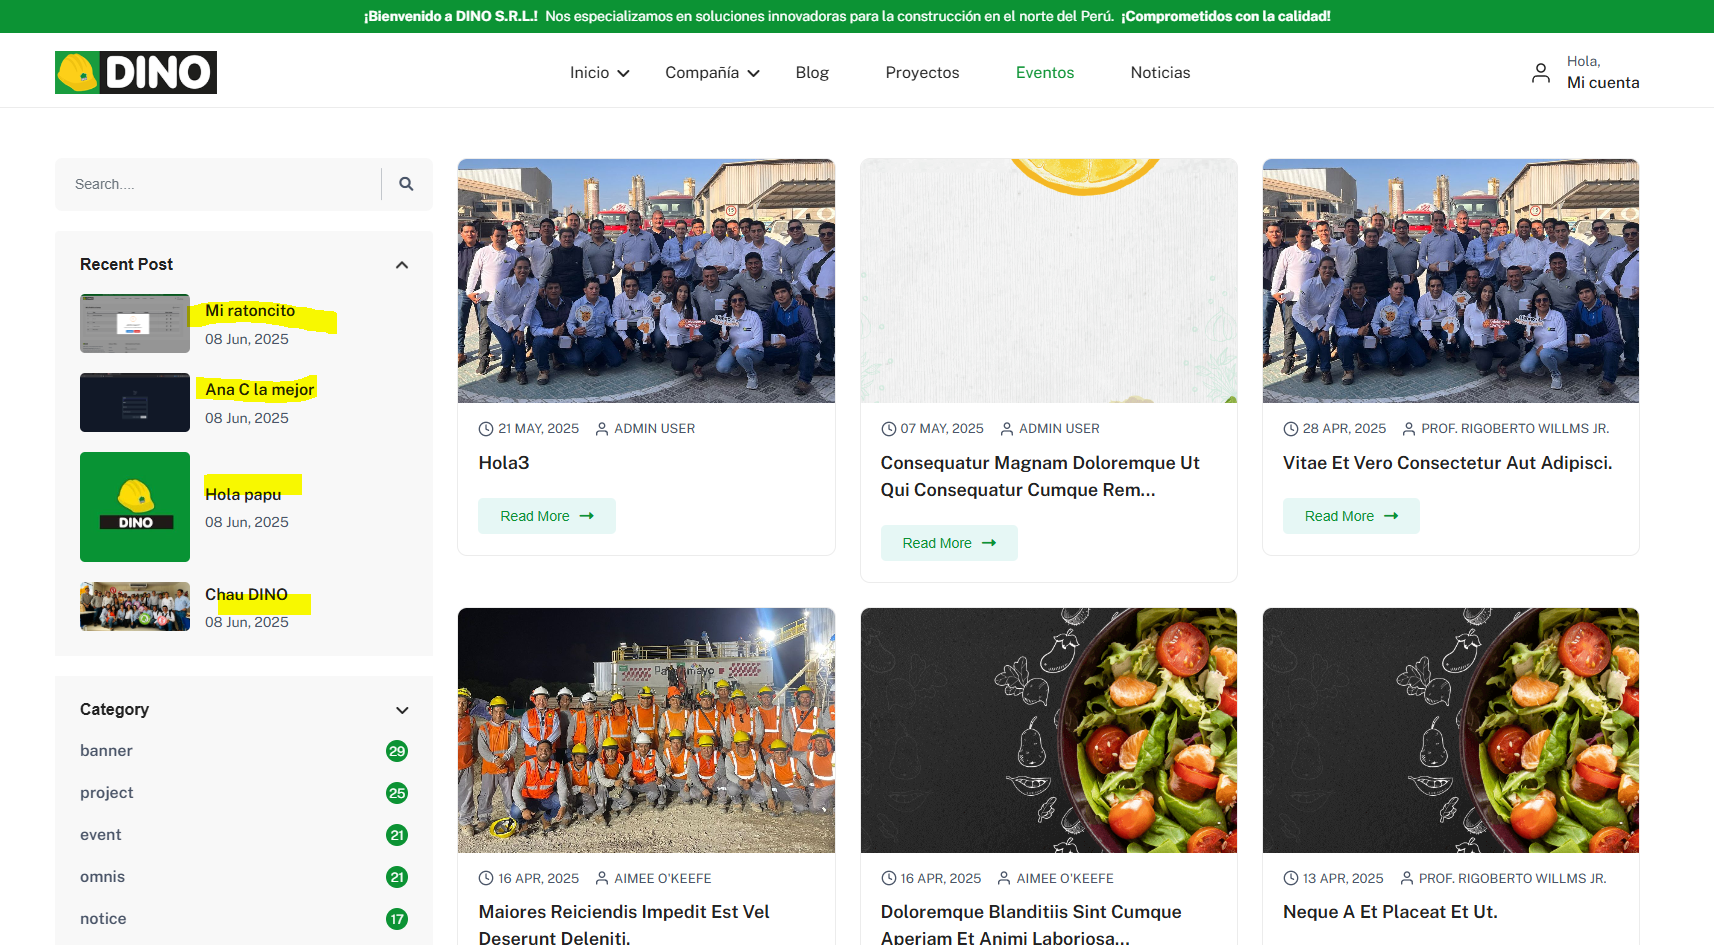 ¡Bienvenido a DINO S.R.L.! Nos especializamos en soluciones innovadoras para la construcción en el norte del Perú. ¡Comprometidos con la calidad!
DINO
Inicio
Compañía
Blog
Proyectos
Eventos
Noticias
Hola,
Mi cuenta
Search....
Recent Post
Mi ratoncito
08 Jun, 2025
Ana C la mejor
08 Jun, 2025
DINO
Hola papu
08 Jun, 2025
Chau DINO
08 Jun, 2025
Category
banner 29
project 25
event 21
omnis 21
notice 17
21 MAY, 2025 ADMIN USER
Hola3
Read More
07 MAY, 2025 ADMIN USER
Consequatur Magnam Doloremque Ut
Qui Consequatur Cumque Rem...
Read More
28 APR, 2025 PROF. RIGOBERTO WILLMS JR.
Vitae Et Vero Consectetur Aut Adipisci.
Read More
16 APR, 2025 AIMEE O'KEEFE
Maiores Reiciendis Impedit Est Vel
Deserunt Deleniti.
16 APR, 2025 AIMEE O'KEEFE
Doloremque Blanditiis Sint Cumque
Aperiam Et Animi Laboriosa...
13 APR, 2025 PROF. RIGOBERTO WILLMS JR.
Neque A Et Placeat Et Ut.